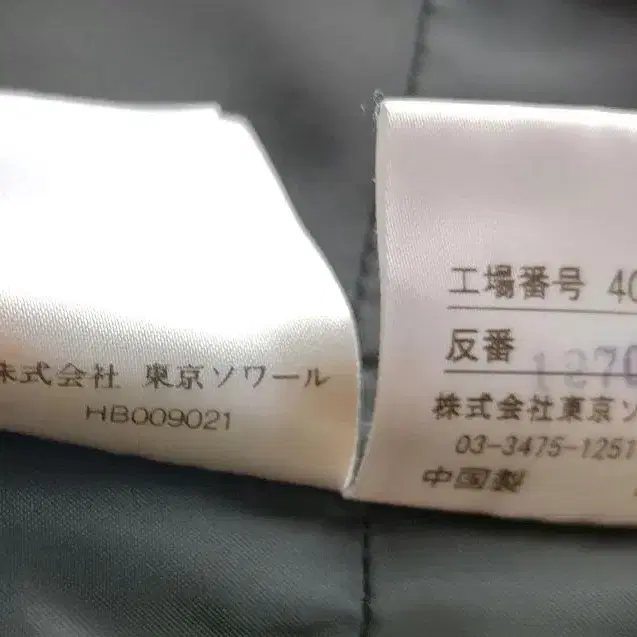 株式会社 東京ソワール
HB009021
工場番号 40
反番 1270
株式会社東京ソ
03-3475-1251
中国製